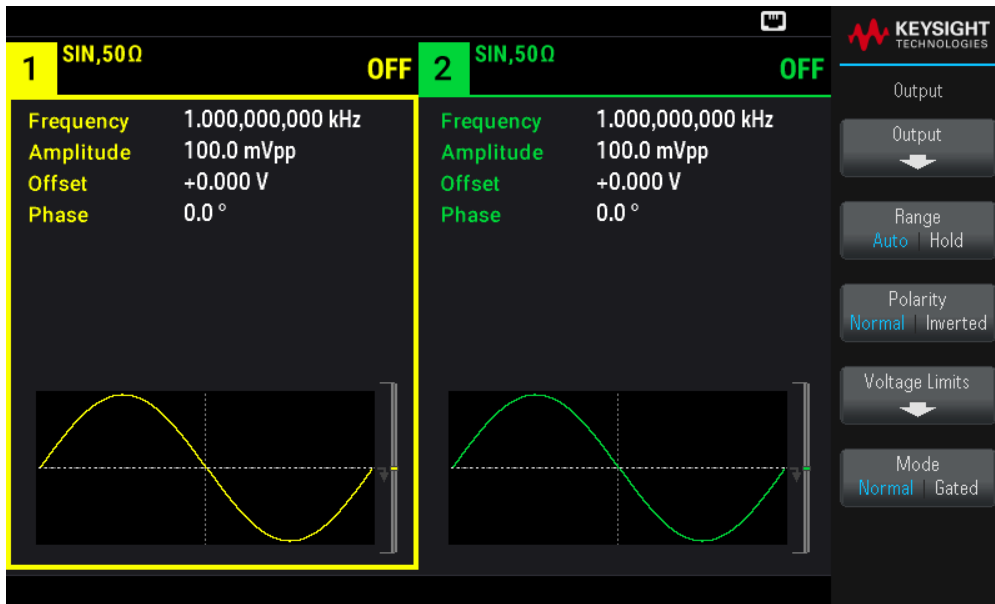 KEYSIGHT
TECHNOLOGIES
1 SIN,50Ω OFF
2 SIN,50Ω OFF
Frequency 1.000,000,000 kHz
Amplitude 100.0 mVpp
Offset +0.000 V
Phase 0.0 °
Frequency 1.000,000,000 kHz
Amplitude 100.0 mVpp
Offset +0.000 V
Phase 0.0 °
Output
Output
Range
Auto | Hold
Polarity
Normal | Inverted
Voltage Limits
Mode
Normal | Gated